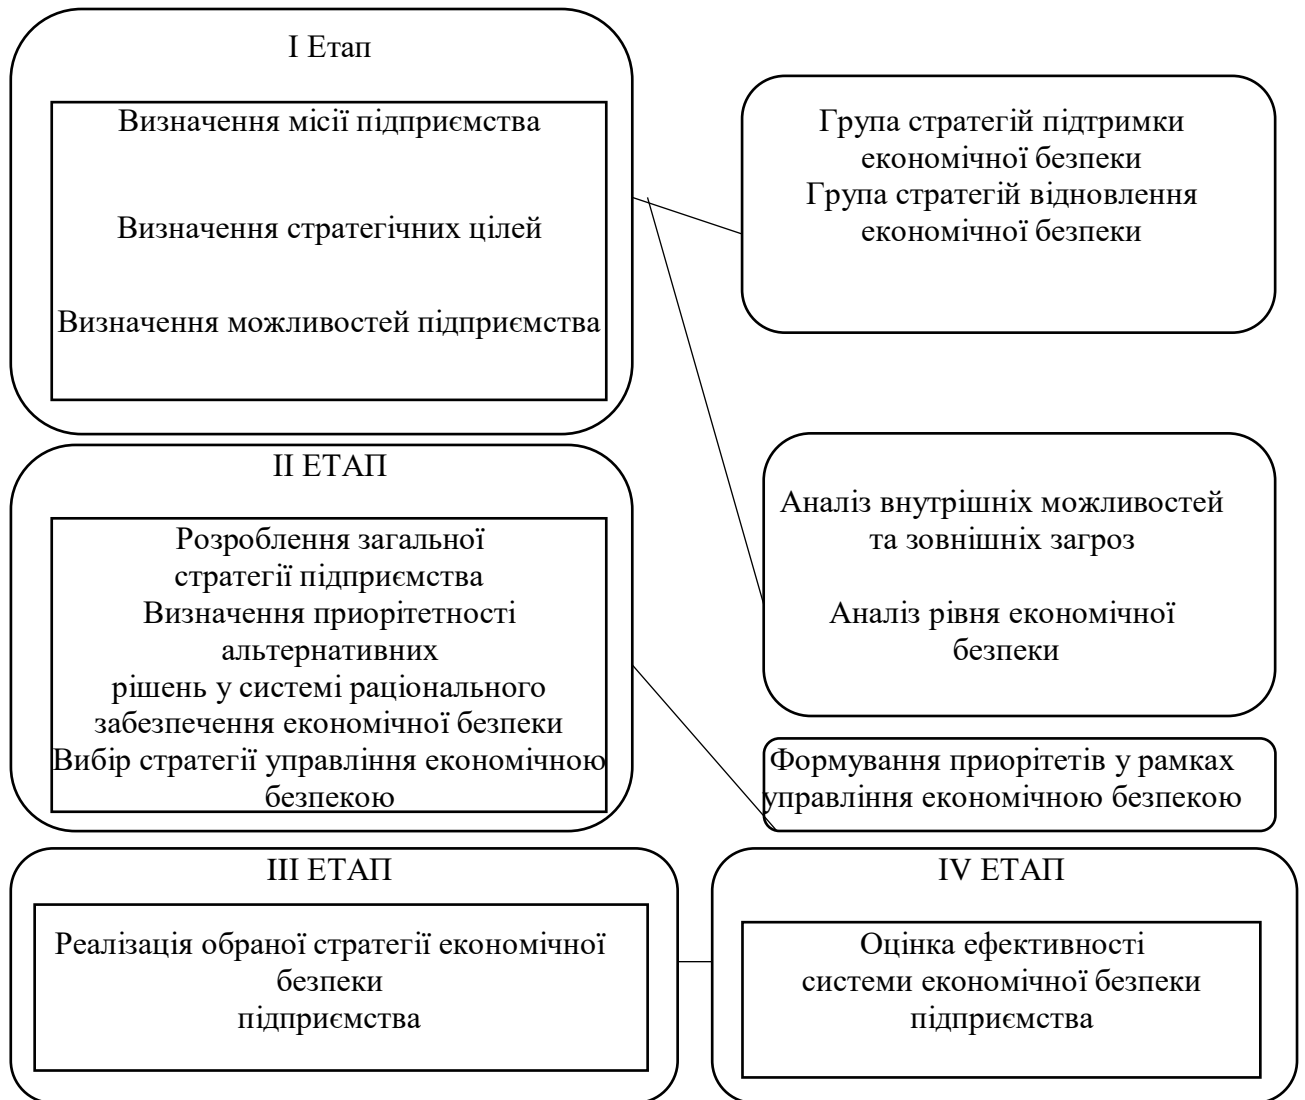 І Етап
Визначення місії підприємства
Визначення стратегічних цілей
Визначення можливостей підприємства
Група стратегій підтримки
економічної безпеки
Група стратегій відновлення
економічної безпеки
ІІ ЕТАП
Розроблення загальної
стратегії підприємства
Визначення приорітетності
альтернативних
рішень у системі раціонального
забезпечення економічної безпеки
Вибір стратегії управління економічною
безпекою
Аналіз внутрішніх можливостей
та зовнішніх загроз
Аналіз рівня економічної
безпеки
Формування приорітетів у рамках
управління економічною безпекою
ІІІ ЕТАП
Реалізація обраної стратегії економічної
безпеки
підприємства
IV ЕТАП
Оцінка ефективності
системи економічної безпеки
підприємства